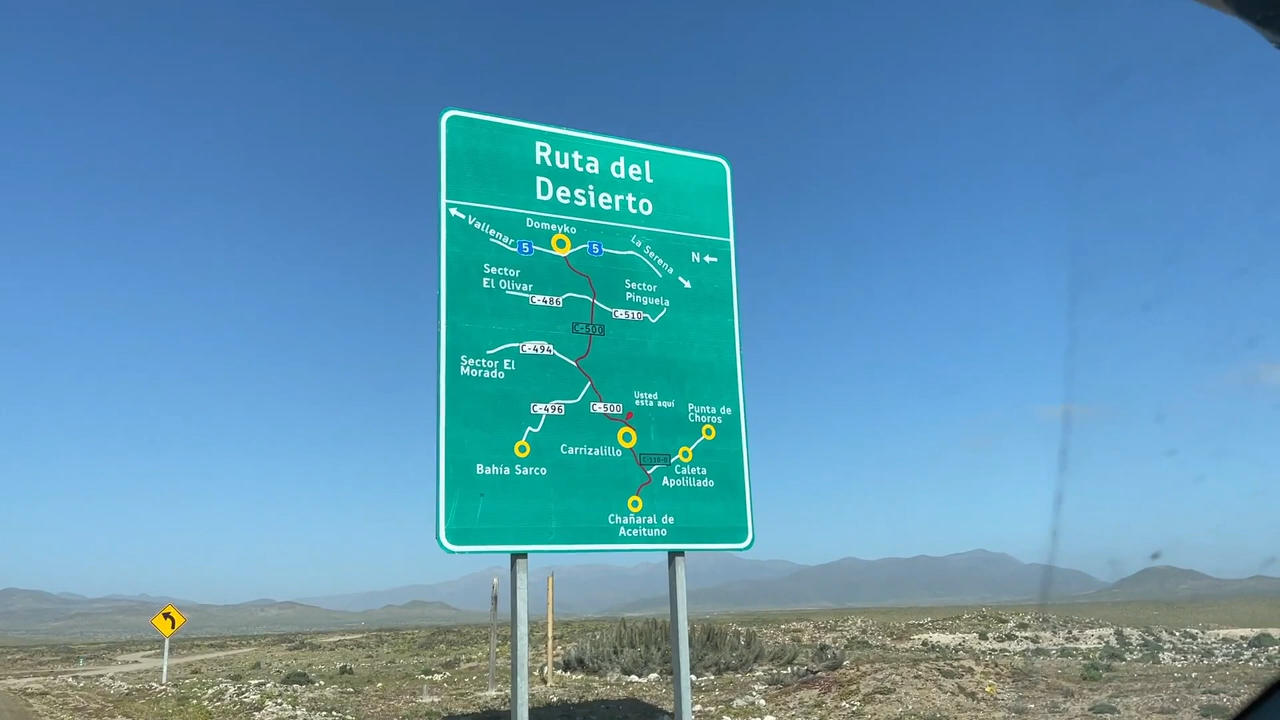 Ruta del
Desierto
Domeyko
Vallenar
5
5
La Serena
N
Sector
El Olivar
C-486
Sector
Pinguela
C-510
C-500
C-494
Sector El
Morado
C-496
C-500
Usted
esta aquí
Punta de
Choros
Carrizalillo
Bahía Sarco
Caleta
Apolillado
Chañaral de
Aceituno